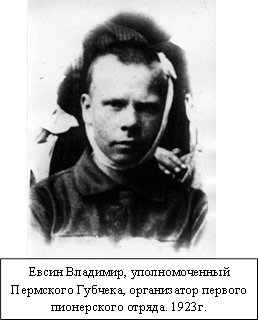 Евсин Владимир, уполномоченный
Пермского Губчека, организатор первого
пионерского отряда. 1923г.